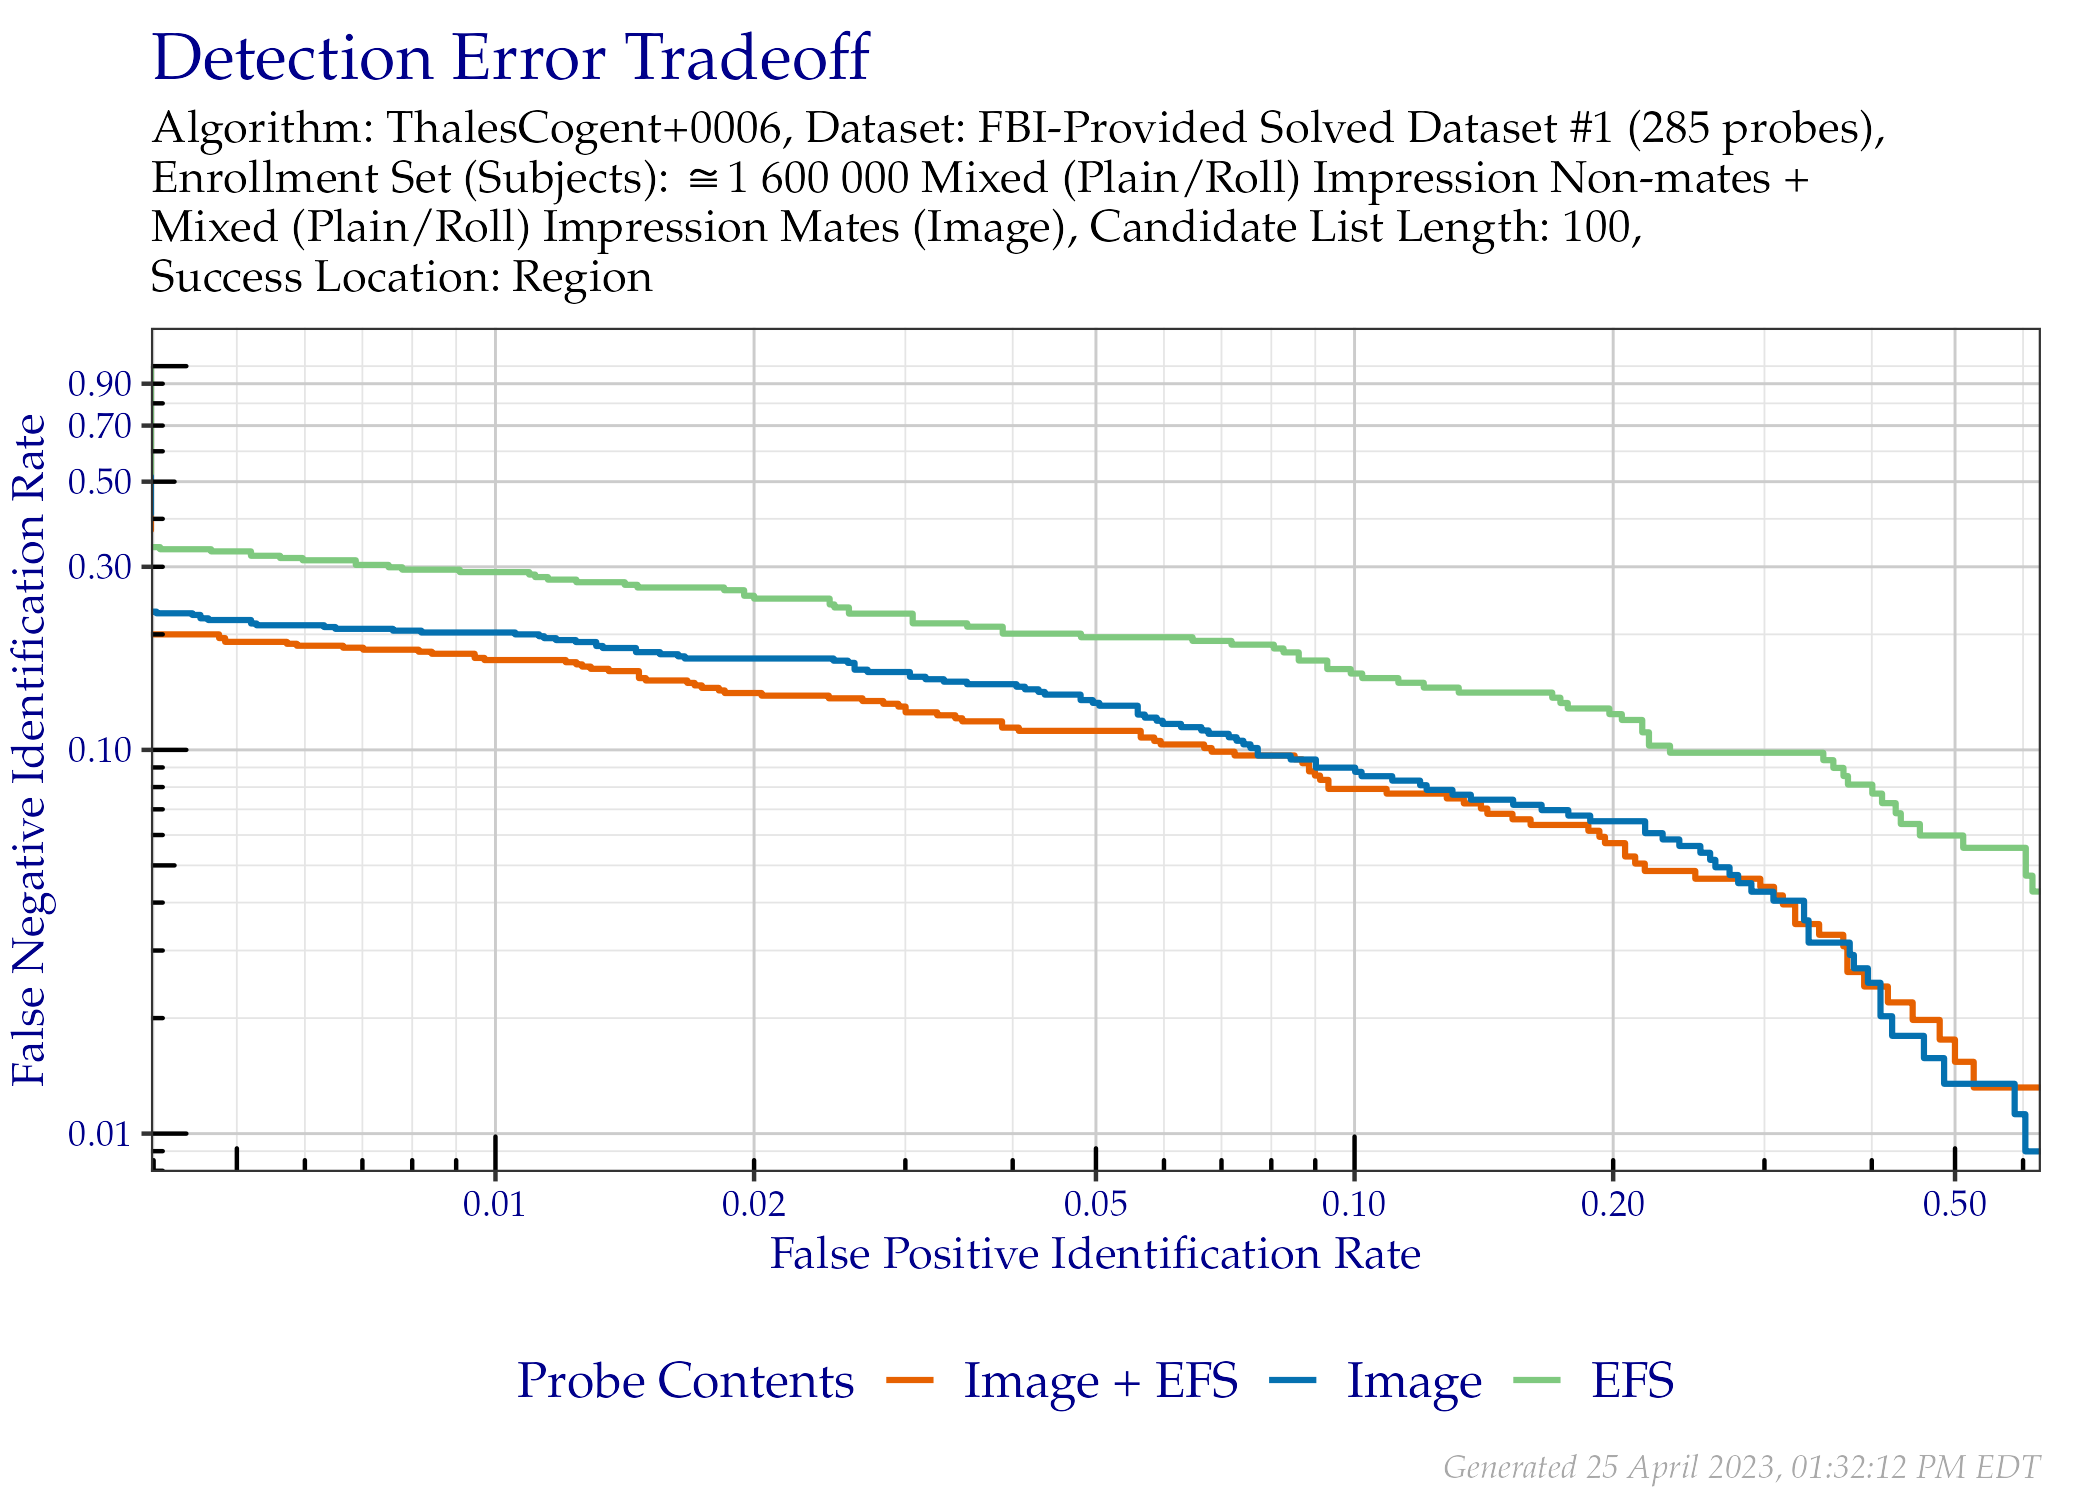 Detection Error Tradeoff
Algorithm: ThalesCogent+0006, Dataset: FBI-Provided Solved Dataset #1 (285 probes),
Enrollment Set (Subjects): ≅ 1 600 000 Mixed (Plain/Roll) Impression Non-mates +
Mixed (Plain/Roll) Impression Mates (Image), Candidate List Length: 100,
Success Location: Region
False Negative Identification Rate
0.90
0.70
0.50
0.30
0.10
0.01
0.01 0.02 0.05 0.10 0.20 0.50
False Positive Identification Rate
Probe Contents Image + EFS Image EFS
Generated 25 April 2023, 01:32:12 PM EDT